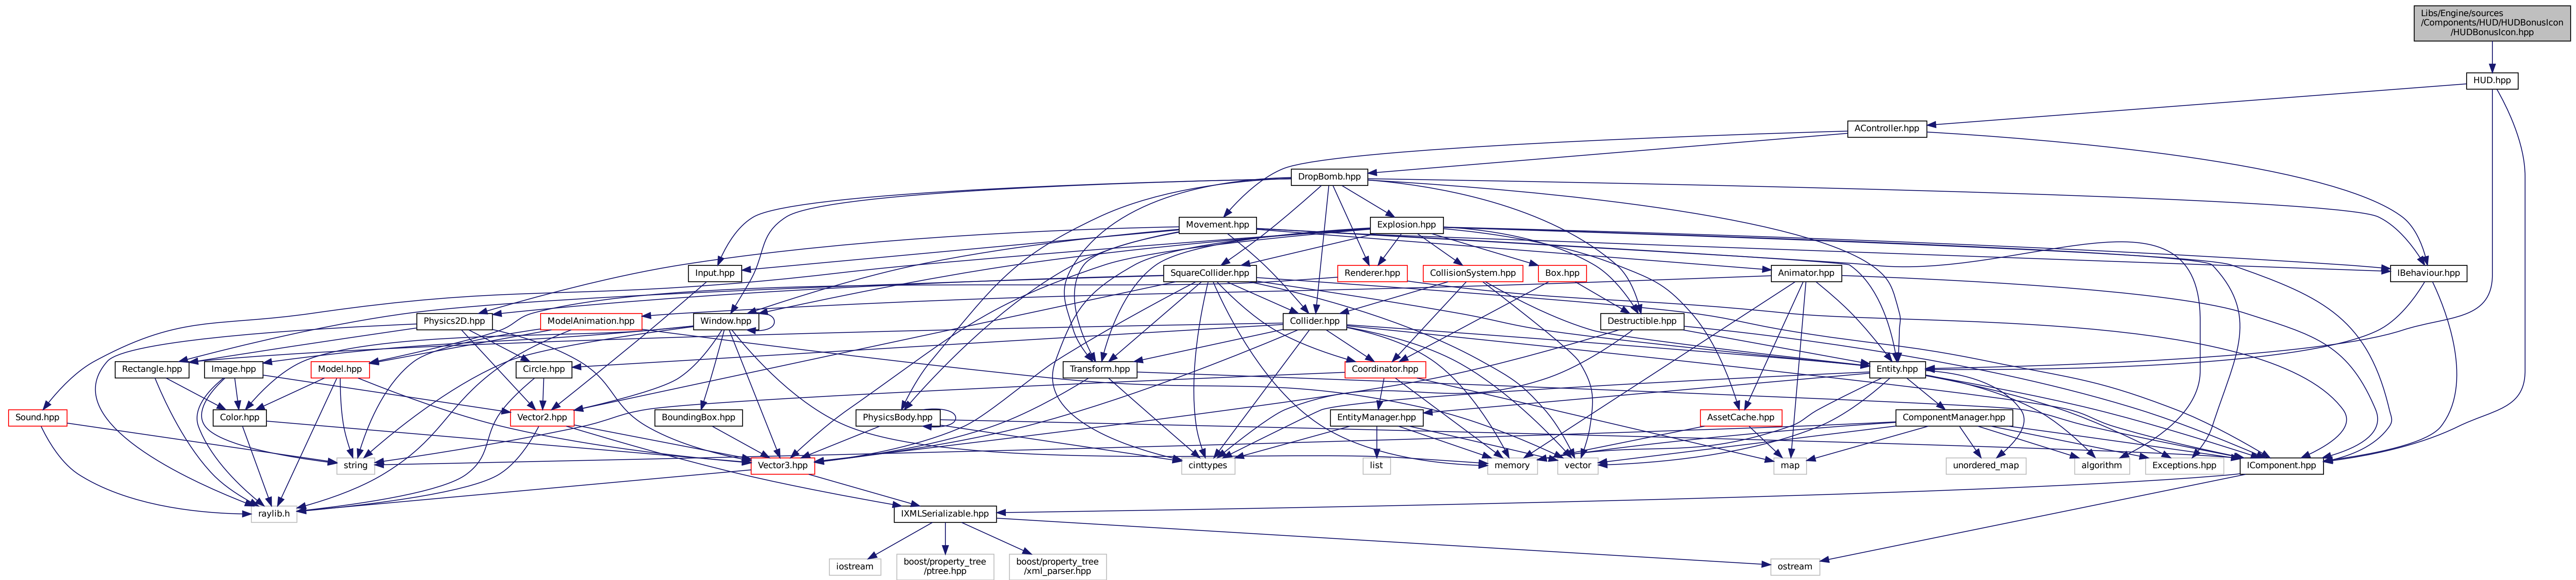 Libs/Engine/sources
/Components/HUD/HUDBonusIcon
/HUDBonusIcon.hpp
HUD.hpp
AController.hpp
DropBomb.hpp
Movement.hpp
Explosion.hpp
Input.hpp
SquareCollider.hpp
Renderer.hpp
CollisionSystem.hpp
Box.hpp
Animator.hpp
IBehaviour.hpp
Physics2D.hpp
ModelAnimation.hpp
Window.hpp
Collider.hpp
Destructible.hpp
Rectangle.hpp
Image.hpp
Model.hpp
Circle.hpp
Transform.hpp
Coordinator.hpp
Entity.hpp
Sound.hpp
Color.hpp
Vector2.hpp
BoundingBox.hpp
PhysicsBody.hpp
EntityManager.hpp
AssetCache.hpp
ComponentManager.hpp
string
Vector3.hpp
cinttypes
list
memory
vector
map
unordered_map
algorithm
Exceptions.hpp
IComponent.hpp
raylib.h
IXMLSerializable.hpp
iostream
boost/property_tree
/ptree.hpp
boost/property_tree
/xml_parser.hpp
ostream